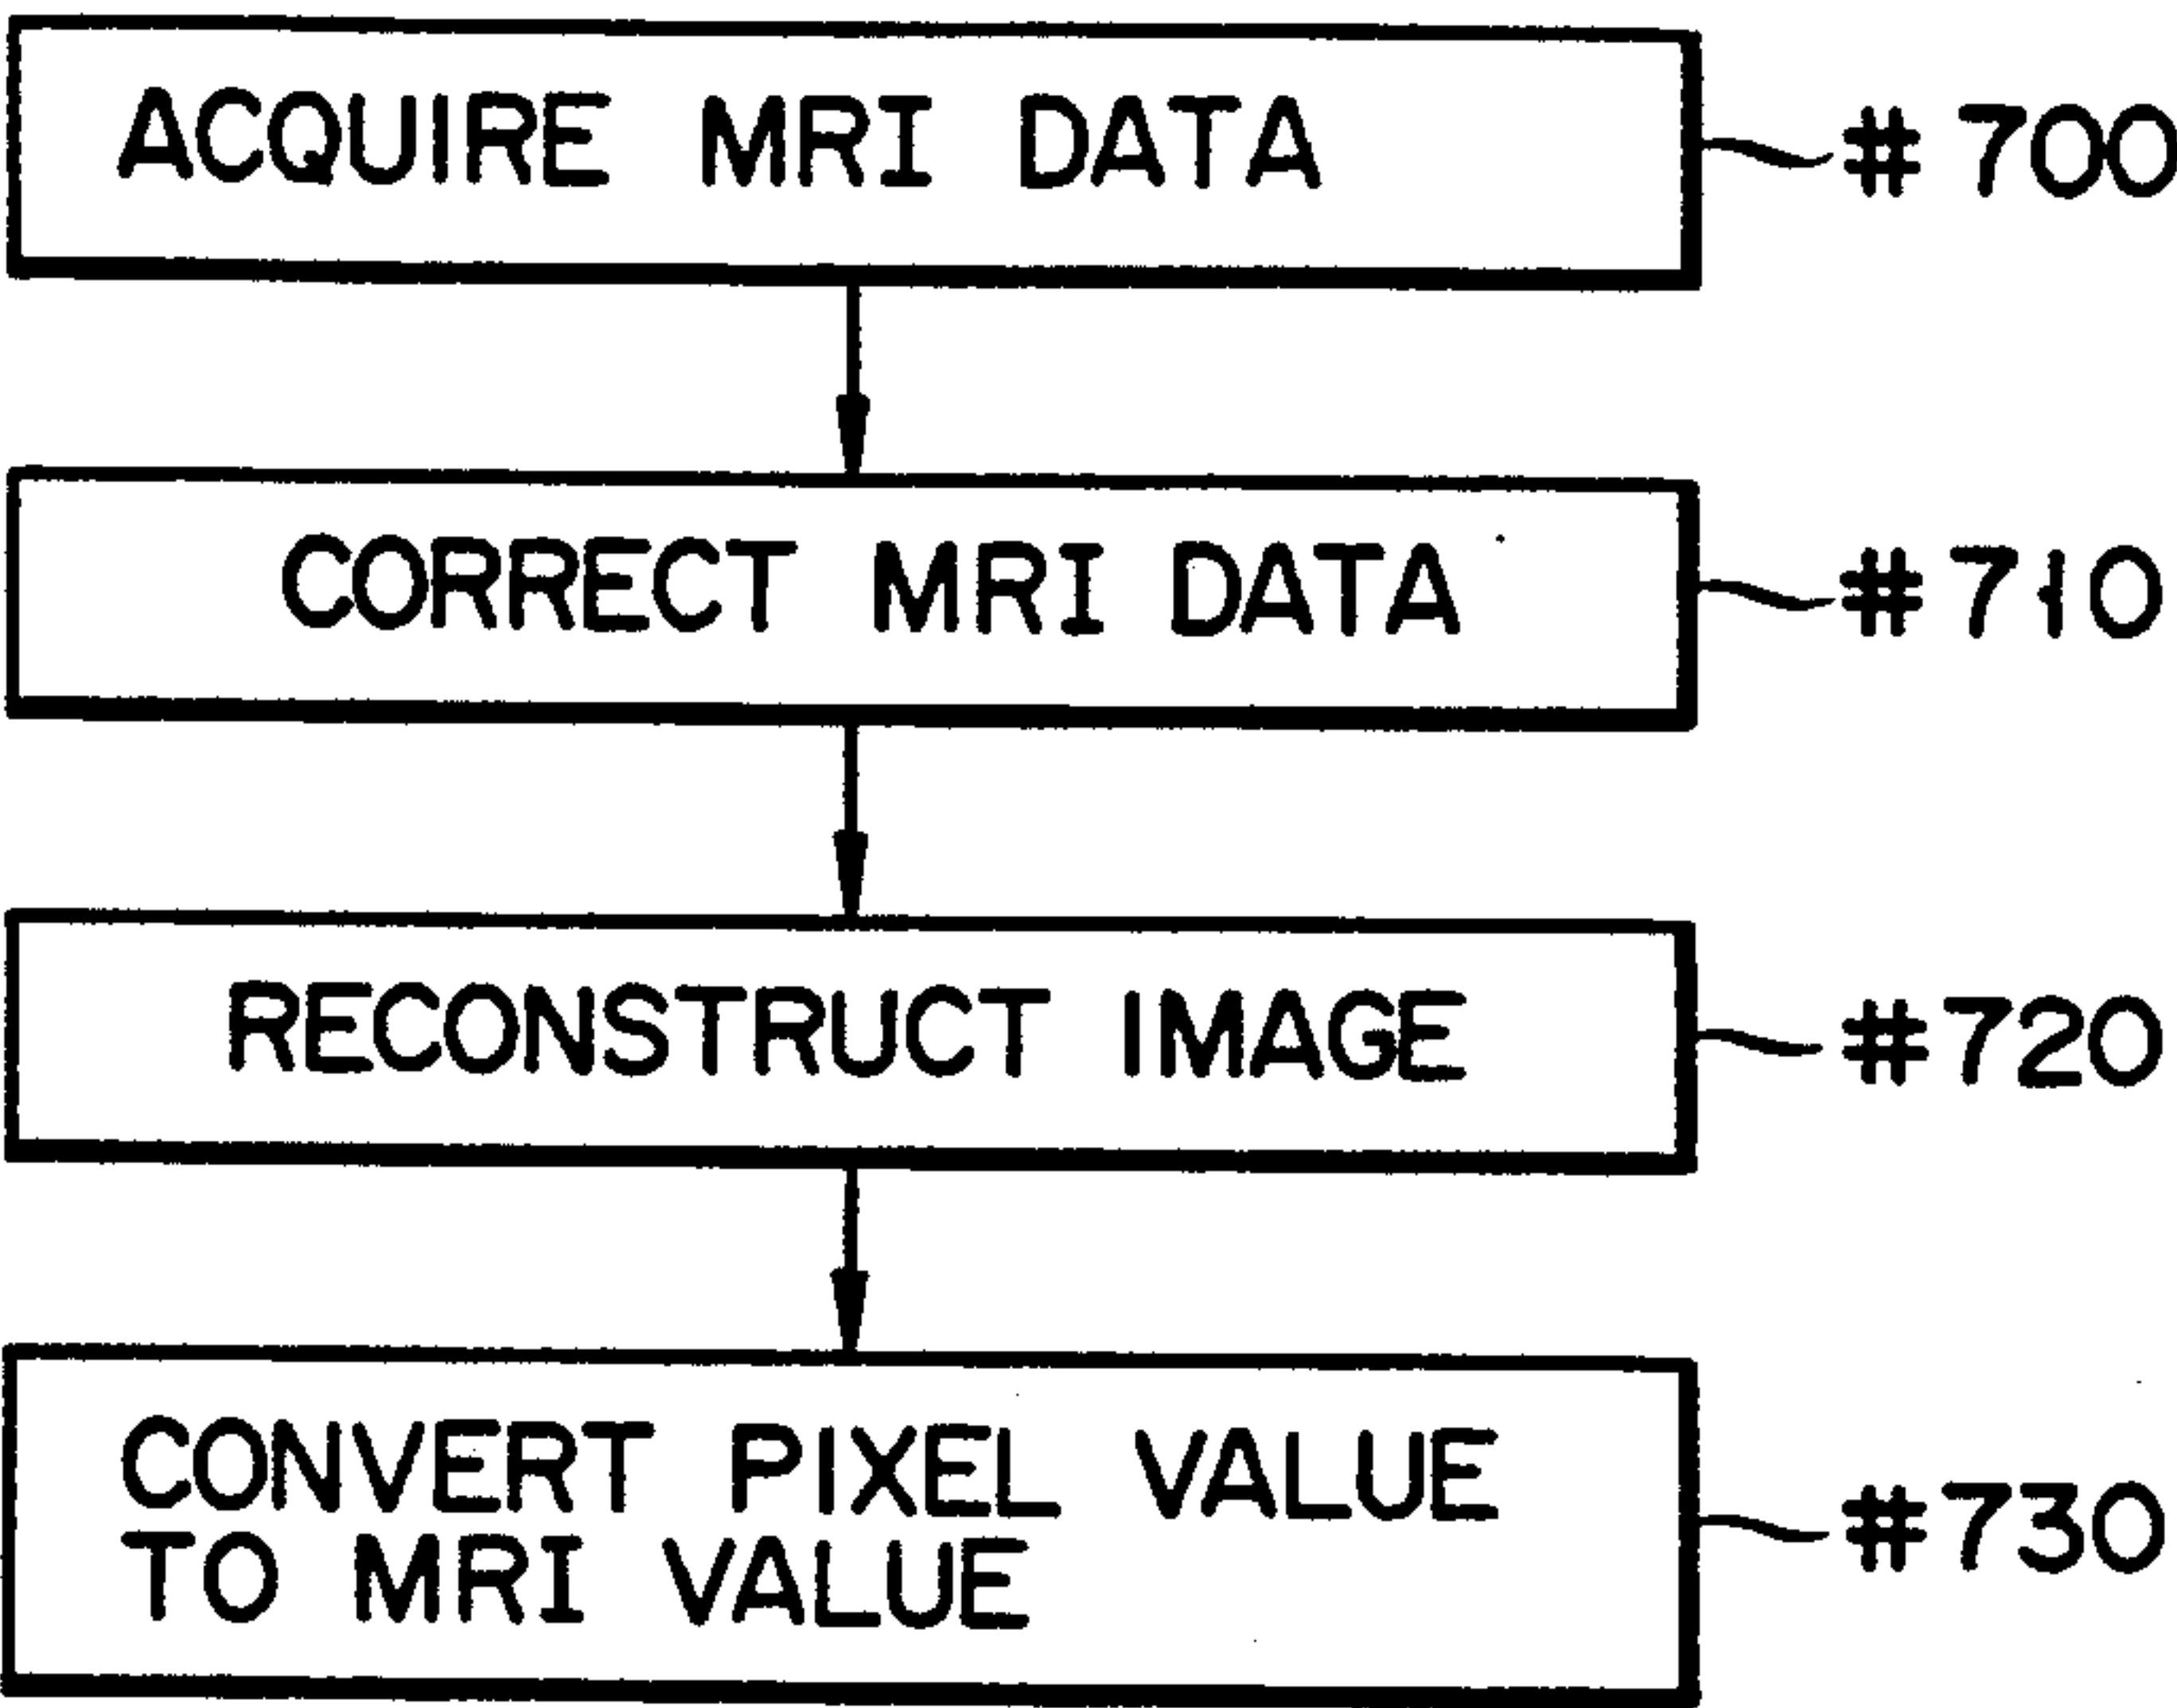 ACQUIRE MRI DATA
#700
CORRECT MRI DATA
#710
RECONSTRUCT IMAGE
#720
CONVERT PIXEL VALUE
TO MRI VALUE
#730